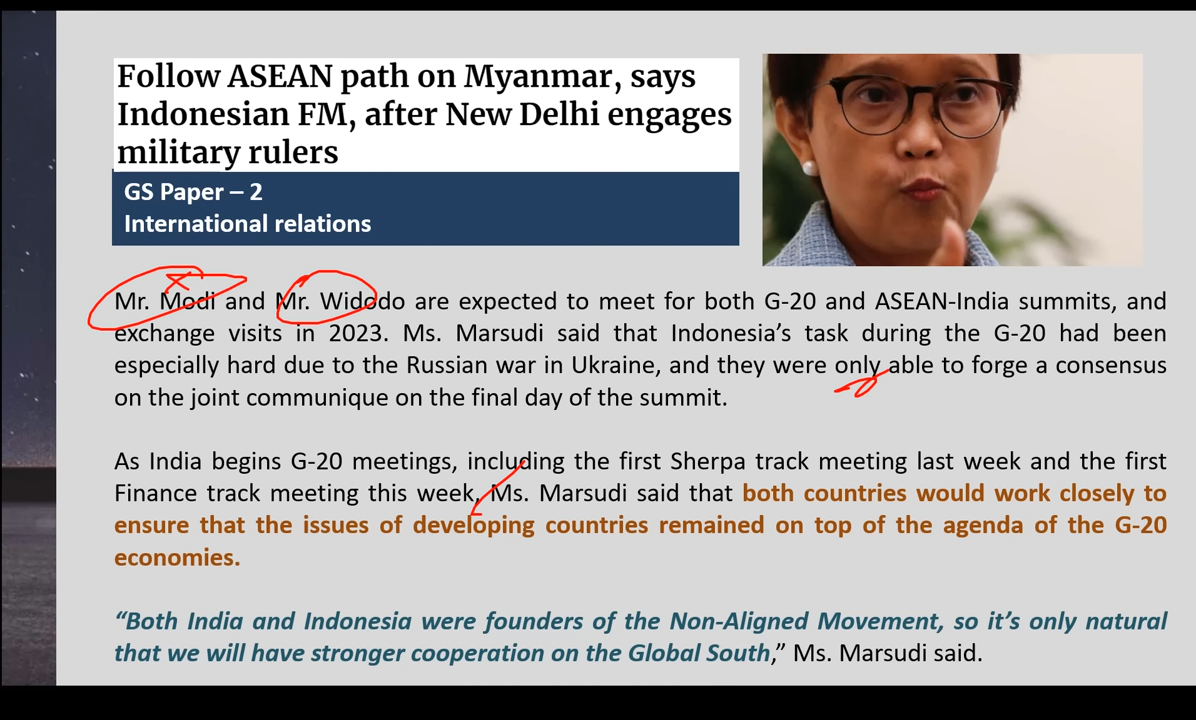 Follow ASEAN path on Myanmar, says
Indonesian FM, after New Delhi engages
military rulers
GS Paper – 2
International relations
Mr. Modi and Mr. Widodo are expected to meet for both G-20 and ASEAN-India summits, and
exchange visits in 2023. Ms. Marsudi said that Indonesia’s task during the G-20 had been
especially hard due to the Russian war in Ukraine, and they were only able to forge a consensus
on the joint communique on the final day of the summit.
As India begins G-20 meetings, including the first Sherpa track meeting last week and the first
Finance track meeting this week, Ms. Marsudi said that both countries would work closely to
ensure that the issues of developing countries remained on top of the agenda of the G-20
economies.
“Both India and Indonesia were founders of the Non-Aligned Movement, so it’s only natural
that we will have stronger cooperation on the Global South,” Ms. Marsudi said.